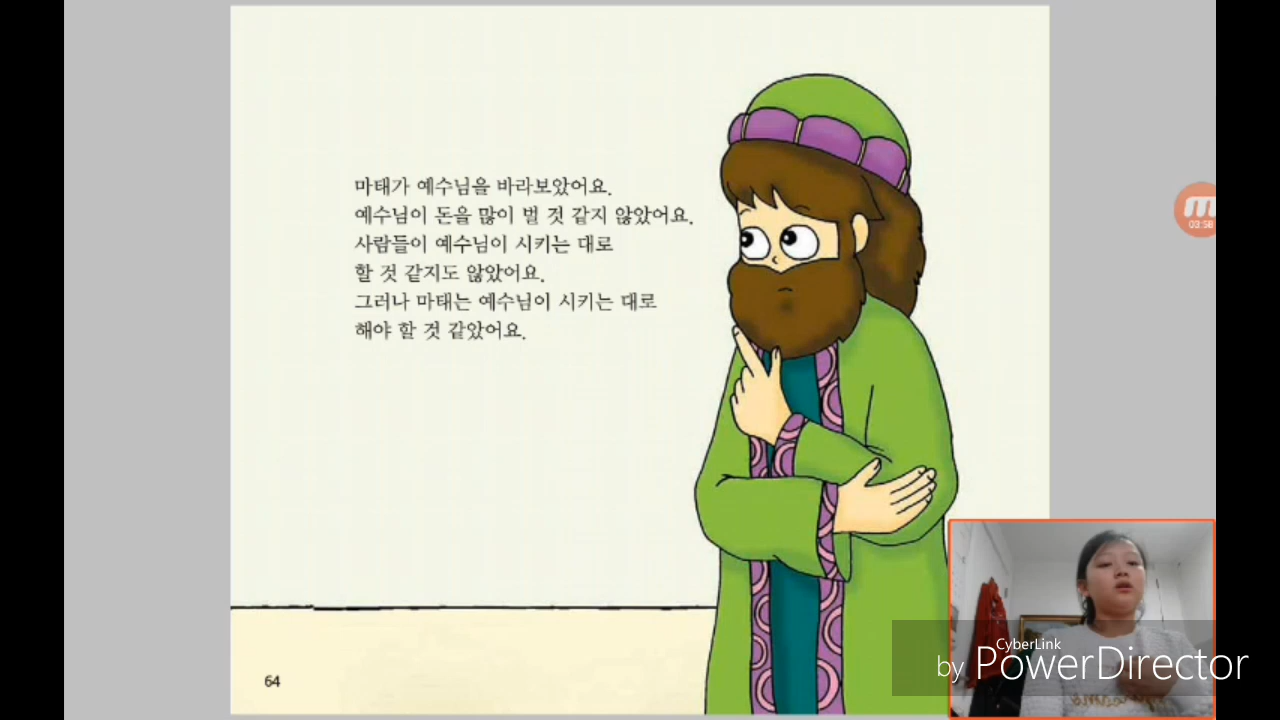 마태가 예수님을 바라보았어요.
예수님이 돈을 많이 벌 것 같지 않았어요.
사람들이 예수님이 시키는 대로
할 것 같지도 않았어요.
그러나 마태는 예수님이 시키는 대로
해야 할 것 같았어요.
64
03:58
CyberLink
by PowerDirector